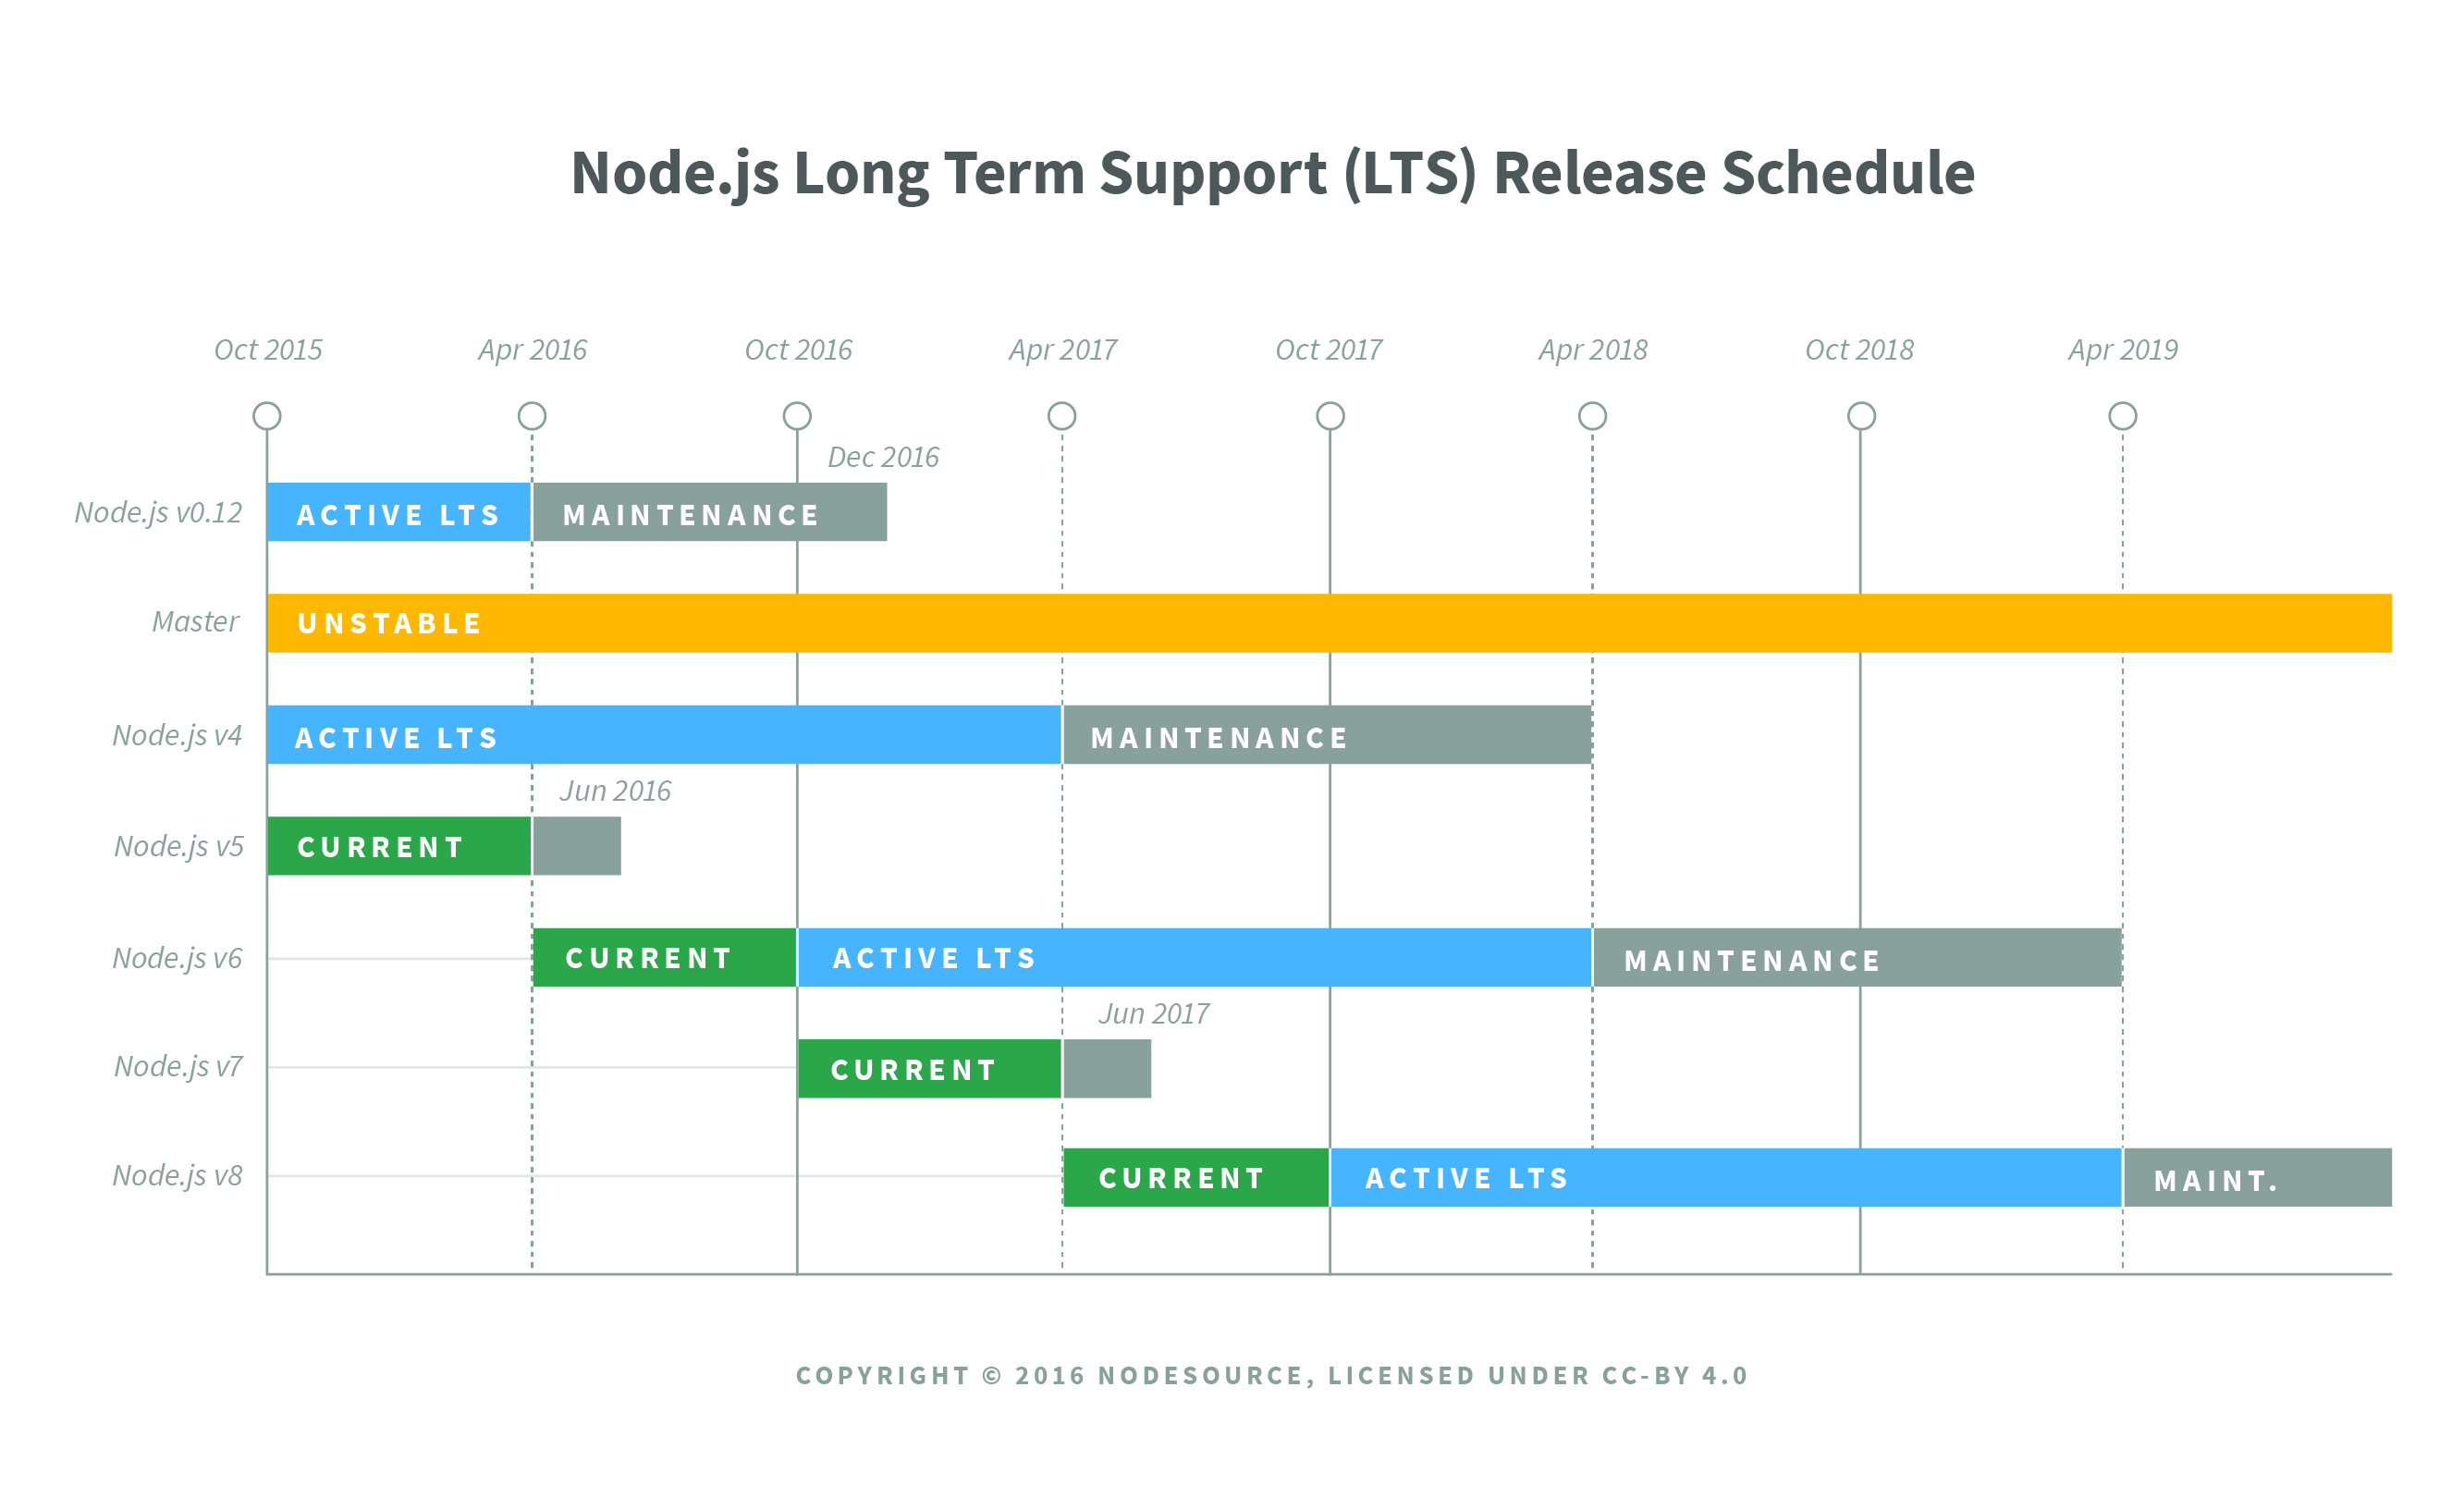 Node.js Long Term Support (LTS) Release Schedule
Oct 2015 Apr 2016 Oct 2016 Apr 2017 Oct 2017 Apr 2018 Oct 2018 Apr 2019
Dec 2016
Node.js v0.12 ACTIVE LTS MAINTENANCE
Master UNSTABLE
Node.js v4 ACTIVE LTS MAINTENANCE
Jun 2016
Node.js v5 CURRENT
Node.js v6 CURRENT ACTIVE LTS MAINTENANCE
Jun 2017
Node.js v7 CURRENT
Node.js v8 CURRENT ACTIVE LTS MAINT.
COPYRIGHT © 2016 NODESOURCE, LICENSED UNDER CC-BY 4.0